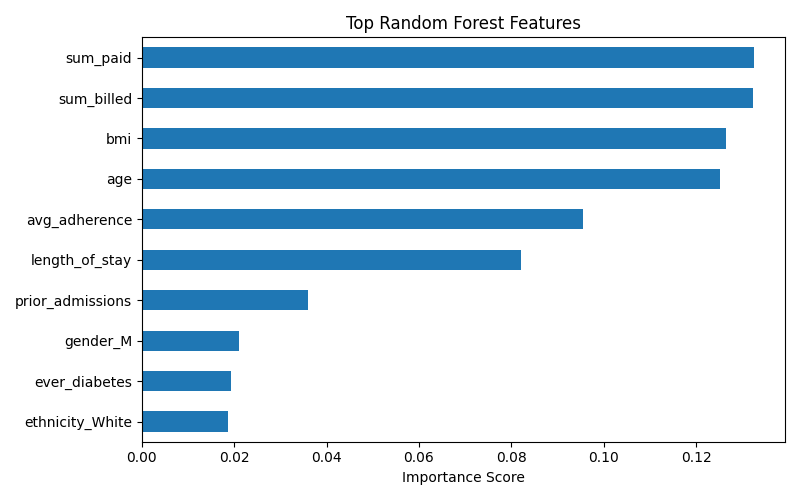 Top Random Forest Features
sum_paid
sum_billed
bmi
age
avg_adherence
length_of_stay
prior_admissions
gender_M
ever_diabetes
ethnicity_White
0.00 0.02 0.04 0.06 0.08 0.10 0.12
Importance Score